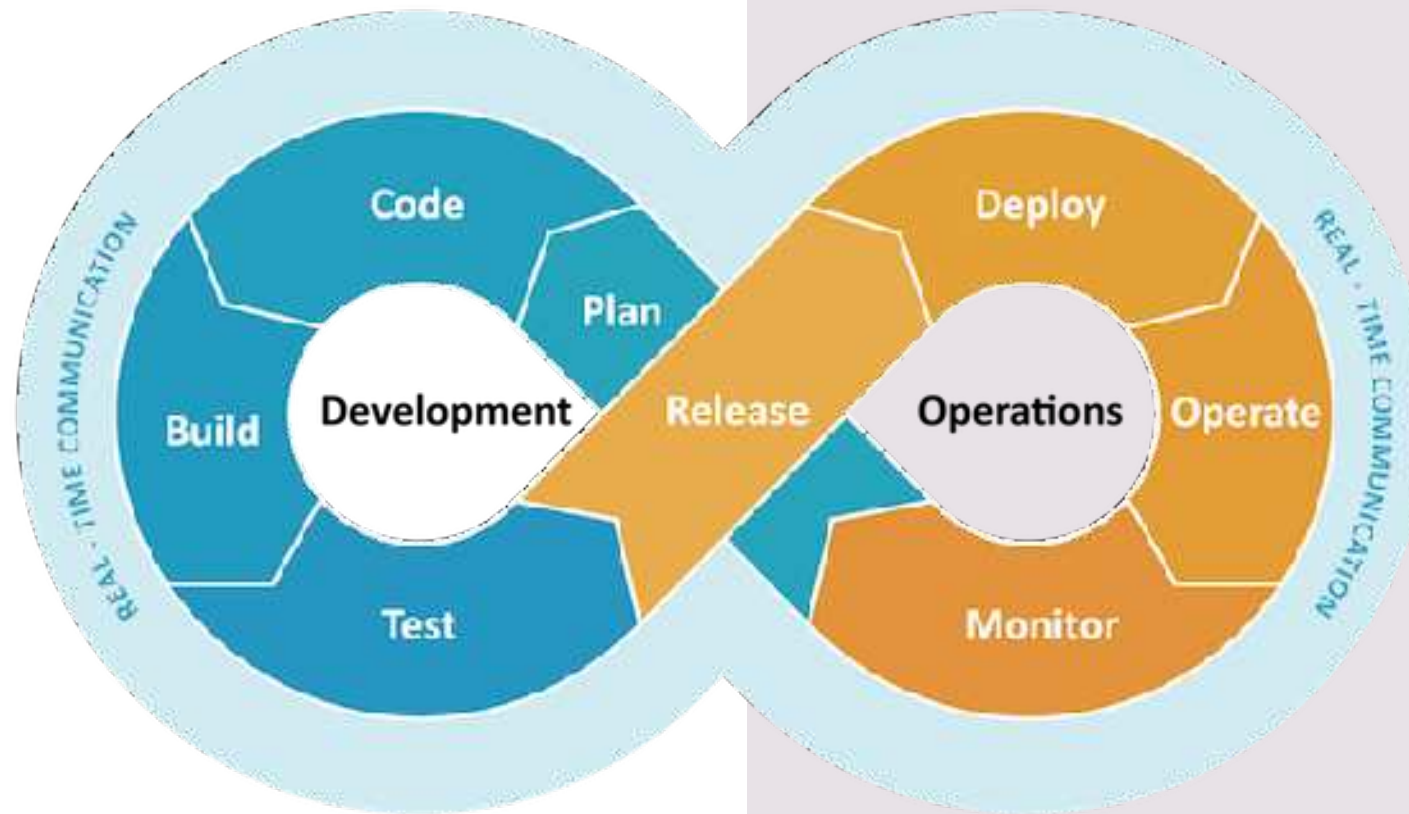 Code
Deploy
Plan
Development
Release
Operations
Operate
Build
Test
Monitor
REAL - TIME COMMUNICATION
REAL - TIME COMMUNICATION